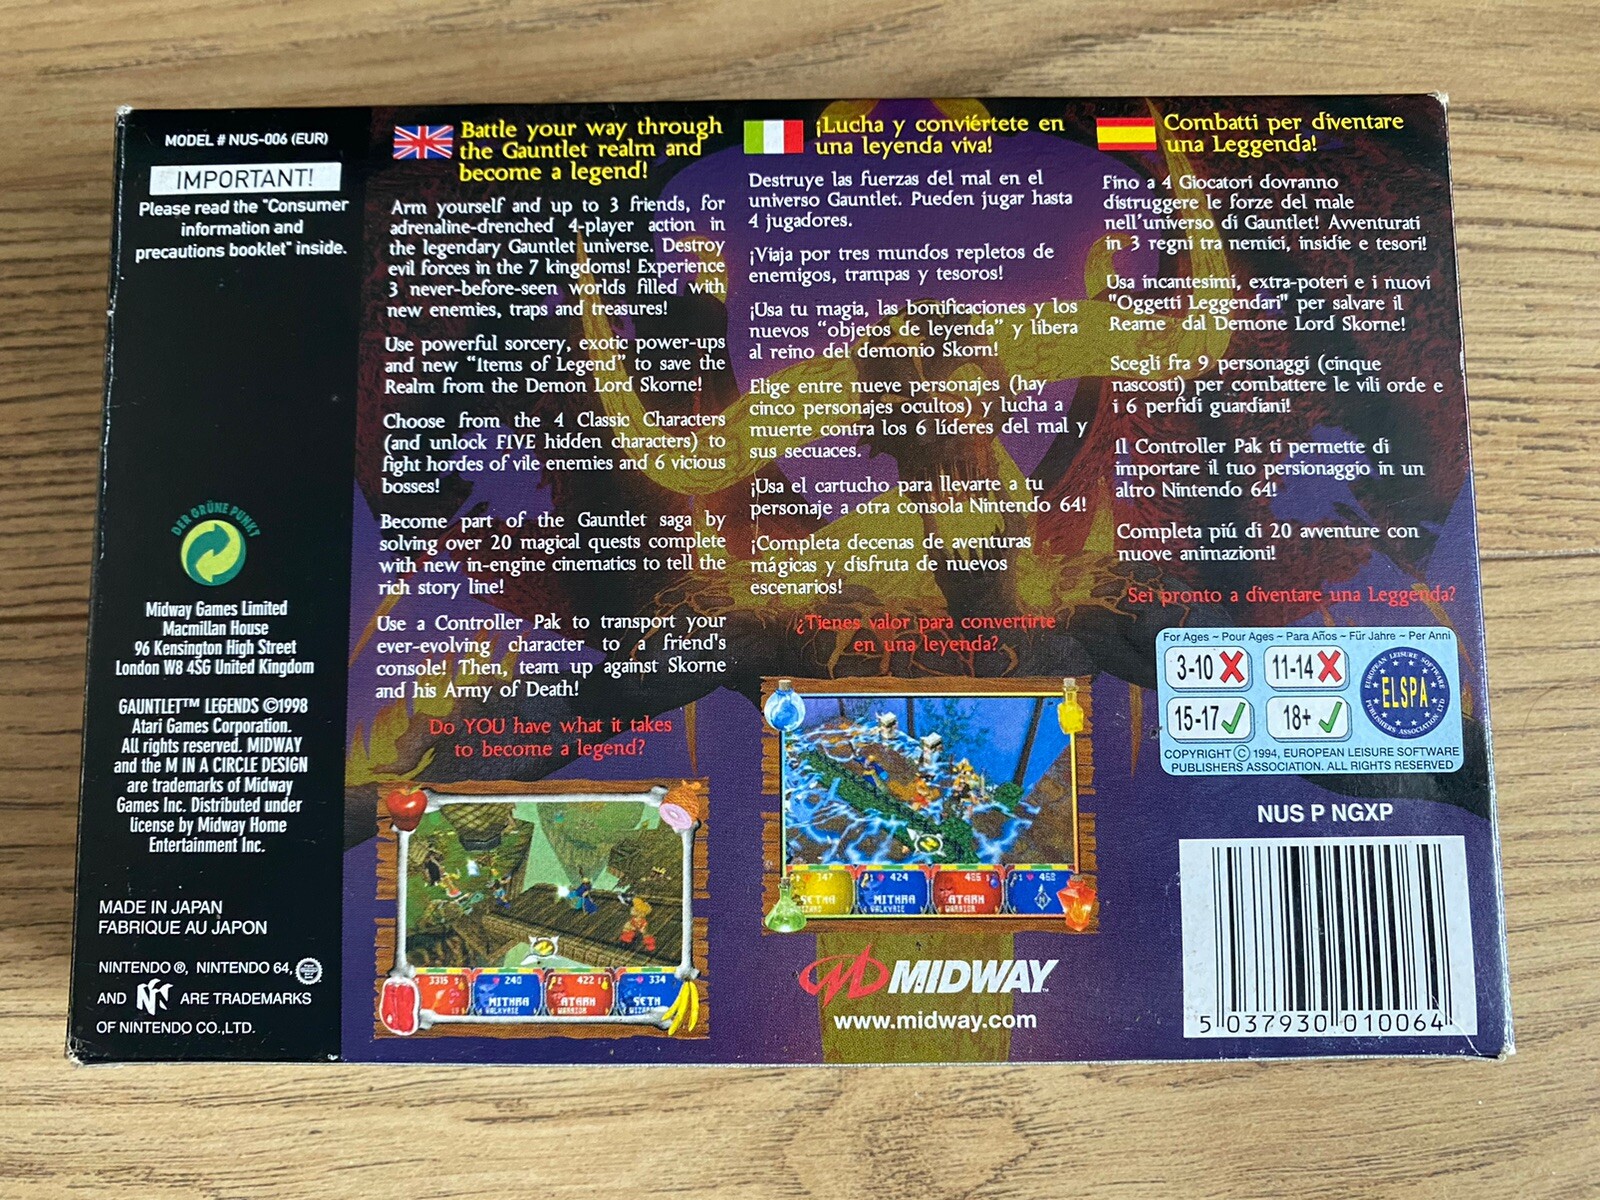 MODEL # NUS-006 (EUR)
IMPORTANT!
Please read the "Consumer
information and
precautions booklet" inside.
DER GRÜNE PUNKT
Midway Games Limited
Macmillan House
96 Kensington High Street
London W8 4SG United Kingdom
GAUNTLET™ LEGENDS ©1998
Atari Games Corporation.
All rights reserved. MIDWAY
and the M IN A CIRCLE DESIGN
are trademarks of Midway
Games Inc. Distributed under
license by Midway Home
Entertainment Inc.
MADE IN JAPAN
FABRIQUE AU JAPON
NINTENDO ®, NINTENDO 64,
AND N ARE TRADEMARKS
OF NINTENDO CO.,LTD.
Battle your way through
the Gauntlet realm and
become a legend!
Arm yourself and up to 3 friends, for
adrenaline-drenched 4-player action in
the legendary Gauntlet universe. Destroy
evil forces in the 7 kingdoms! Experience
3 never-before-seen worlds filled with
new enemies, traps and treasures!
Use powerful sorcery, exotic power-ups
and new "Items of Legend" to save the
Realm from the Demon Lord Skorne!
Choose from the 4 Classic Characters
(and unlock FIVE hidden characters) to
fight hordes of vile enemies and 6 vicious
bosses!
Become part of the Gauntlet saga by
solving over 20 magical quests complete
with new in-engine cinematics to tell the
rich story line!
Use a Controller Pak to transport your
ever-evolving character to a friend's
console! Then, team up against Skorne
and his Army of Death!
Do YOU have what it takes
to become a legend?
3315 240 422 334
MITHRA ATARH SETH
VALKYRIE WARRIOR
¡Lucha y conviértete en
una leyenda viva!
Destruye las fuerzas del mal en el
universo Gauntlet. Pueden jugar hasta
4 jugadores.
¡Viaja por tres mundos repletos de
enemigos, trampas y tesoros!
¡Usa tu magia, las bonificaciones y los
nuevos "objetos de leyenda" y libera
al reino del demonio Skorn!
Elige entre nueve personajes (hay
cinco personajes ocultos) y lucha a
muerte contra los 6 líderes del mal y
sus secuaces.
¡Usa el cartucho para llevarte a tu
personaje a otra consola Nintendo 64!
¡Completa decenas de aventuras
mágicas y disfruta de nuevos
escenarios!
¿Tienes valor para convertirte
en una leyenda?
347 424 468
MITHRA ATARH
VALKYRIE WARRIOR
MIDWAY
www.midway.com
Combatti per diventare
una Leggenda!
Fino a 4 Giocatori dovranno
distruggere le forze del male
nell'universo di Gauntlet! Avventurati
in 3 regni tra nemici, insidie e tesori!
Usa incantesimi, extra-poteri e i nuovi
"Oggetti Leggendari" per salvare il
Reame dal Demone Lord Skorne!
Scegli fra 9 personaggi (cinque
nascosti) per combattere le vili orde e
i 6 perfidi guardiani!
Il Controller Pak ti permette di
importare il tuo persionaggio in un
altro Nintendo 64!
Completa piú di 20 avventure con
nuove animazioni!
Sei pronto a diventare una Leggenda?
For Ages ~ Pour Ages ~ Para Años ~ Für Jahre ~ Per Anni
3-10 11-14
15-17 18+
EUROPEAN LEISURE SOFTWARE
ELSPA
PUBLISHERS ASSOCIATION LTD
COPYRIGHT © 1994, EUROPEAN LEISURE SOFTWARE
PUBLISHERS ASSOCIATION. ALL RIGHTS RESERVED
NUS P NGXP
5 037930 010064